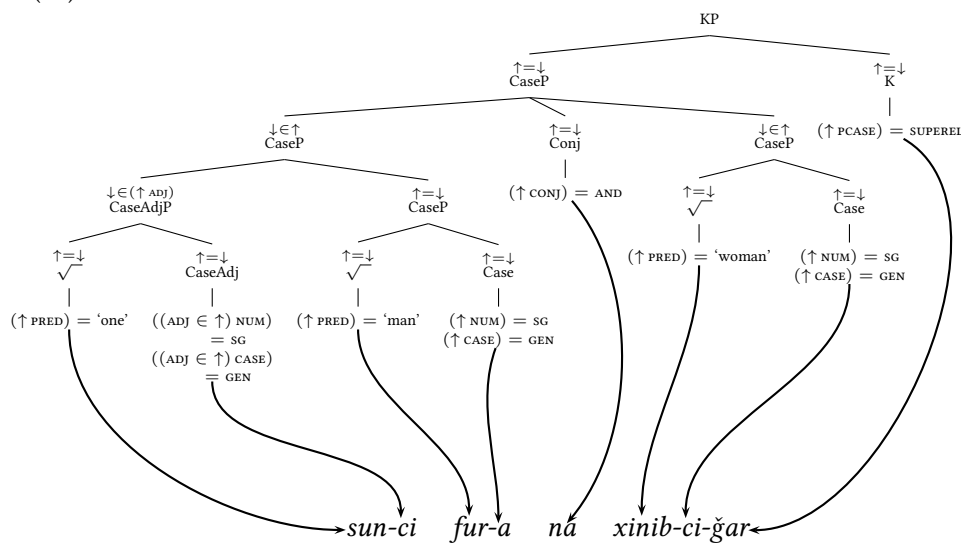 KP
↑=↓ ↑=↓
CaseP K
↓∈↑ ↑=↓ ↓∈↑ (↑ PCASE) = SUPEREL
CaseP Conj CaseP
↓∈(↑ ADJ) ↑=↓ (↑ CONJ) = AND ↑=↓ ↑=↓
CaseAdjP CaseP √ Case
↑=↓ ↑=↓ ↑=↓ ↑=↓ (↑ PRED) = ‘woman’ (↑ NUM) = SG
√ CaseAdj √ Case (↑ CASE) = GEN
(↑ PRED) = ‘one’ ((ADJ ∈ ↑) NUM) (↑ PRED) = ‘man’ (↑ NUM) = SG
= SG (↑ CASE) = GEN
((ADJ ∈ ↑) CASE)
= GEN
sun-ci fur-a ná xinib-ci-ǧar